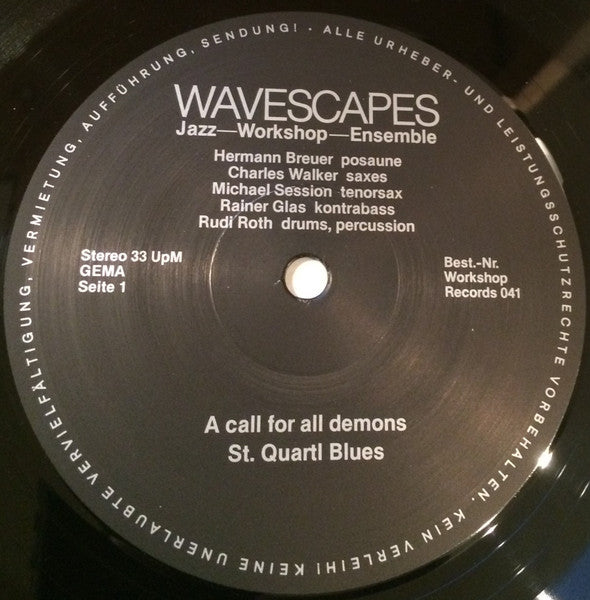 WAVESCAPES
Jazz—Workshop—Ensemble
Hermann Breuer posaune
Charles Walker saxes
Michael Session tenorsax
Rainer Glas kontrabass
Rudi Roth drums, percussion
Stereo 33 UpM
GEMA
Seite 1
Best.-Nr.
Workshop
Records 041
A call for all demons
St. Quartl Blues
ALLE URHEBER- UND LEISTUNGSSCHUTZRECHTE VORBEHALTEN. KEIN VERLEIH! KEINE UNERLAUBTE VERVIELFÄLTIGUNG, VERMIETUNG, AUFFÜHRUNG, SENDUNG! ·